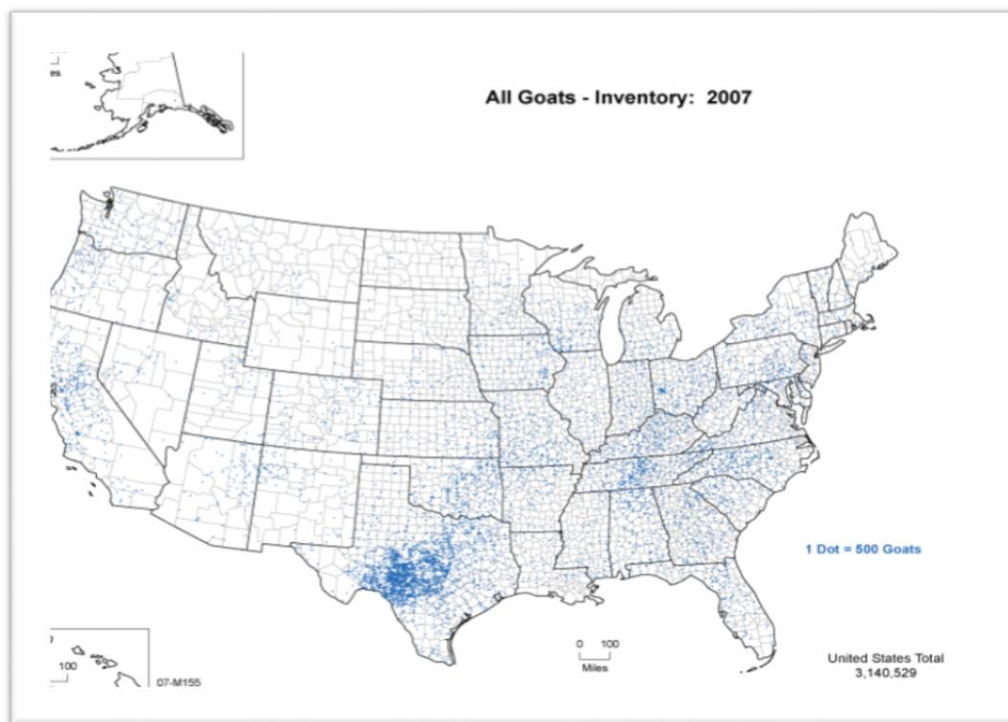 es
All Goats - Inventory: 2007
1 Dot = 500 Goats
0 100
Miles
100
07-M155
United States Total
3,140,529